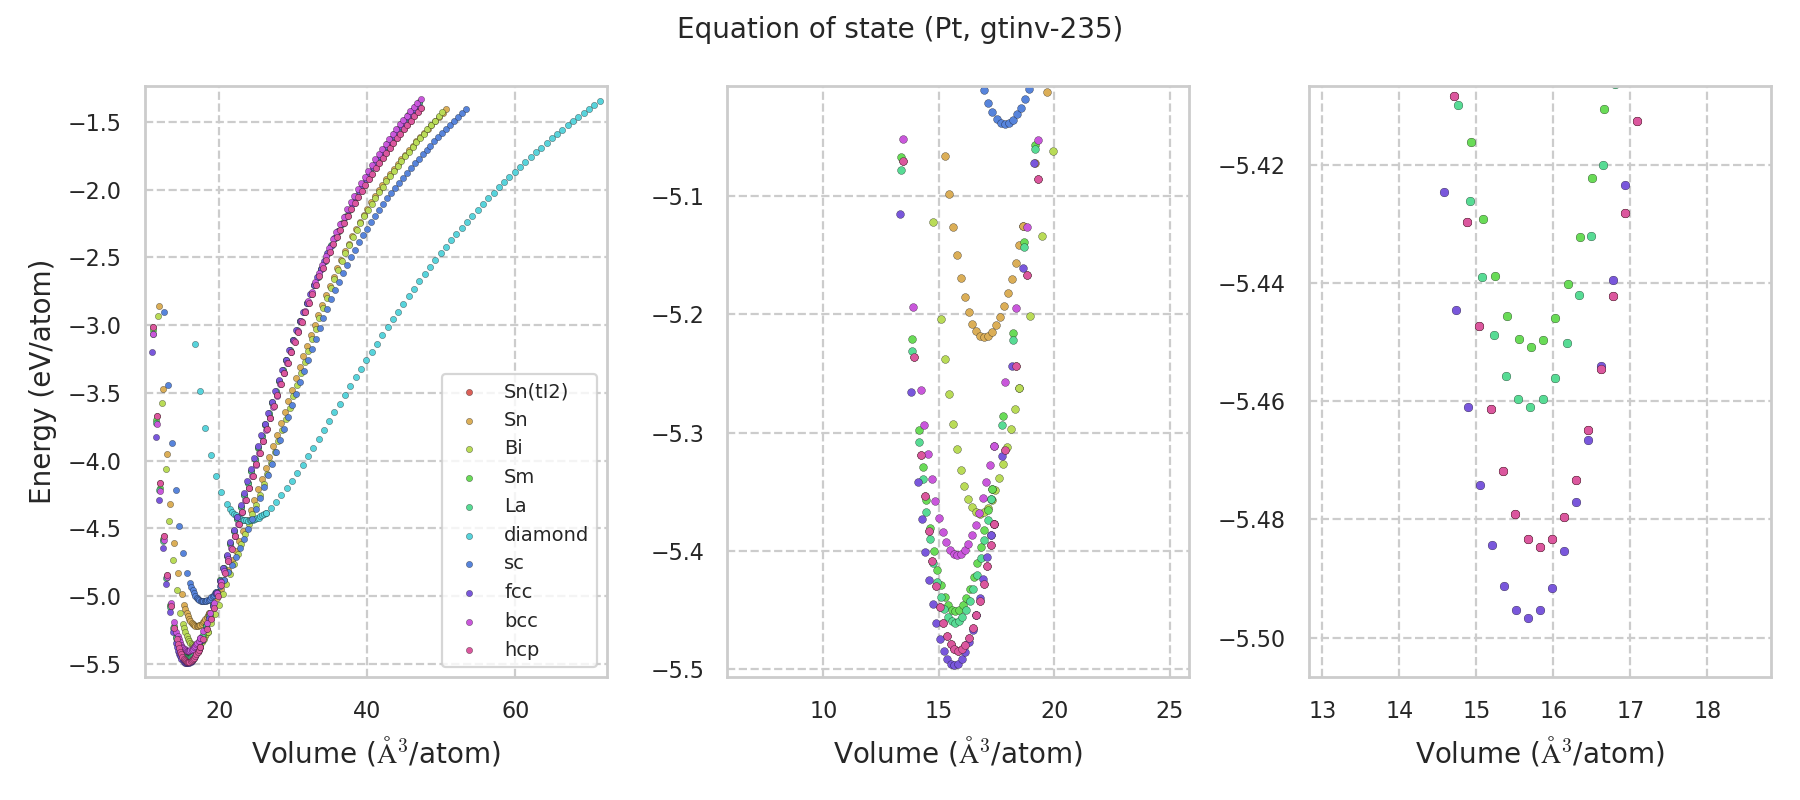 Equation of state (Pt, gtinv-235)
Energy (eV/atom)
−1.5
−2.0
−2.5
−3.0
−3.5
−4.0
−4.5
−5.0
−5.5
20
40
60
Volume (Å³/atom)
Sn(tI2)
Sn
Bi
Sm
La
diamond
sc
fcc
bcc
hcp
−5.1
−5.2
−5.3
−5.4
−5.5
10
15
20
25
Volume (Å³/atom)
−5.42
−5.44
−5.46
−5.48
−5.50
13
14
15
16
17
18
Volume (Å³/atom)